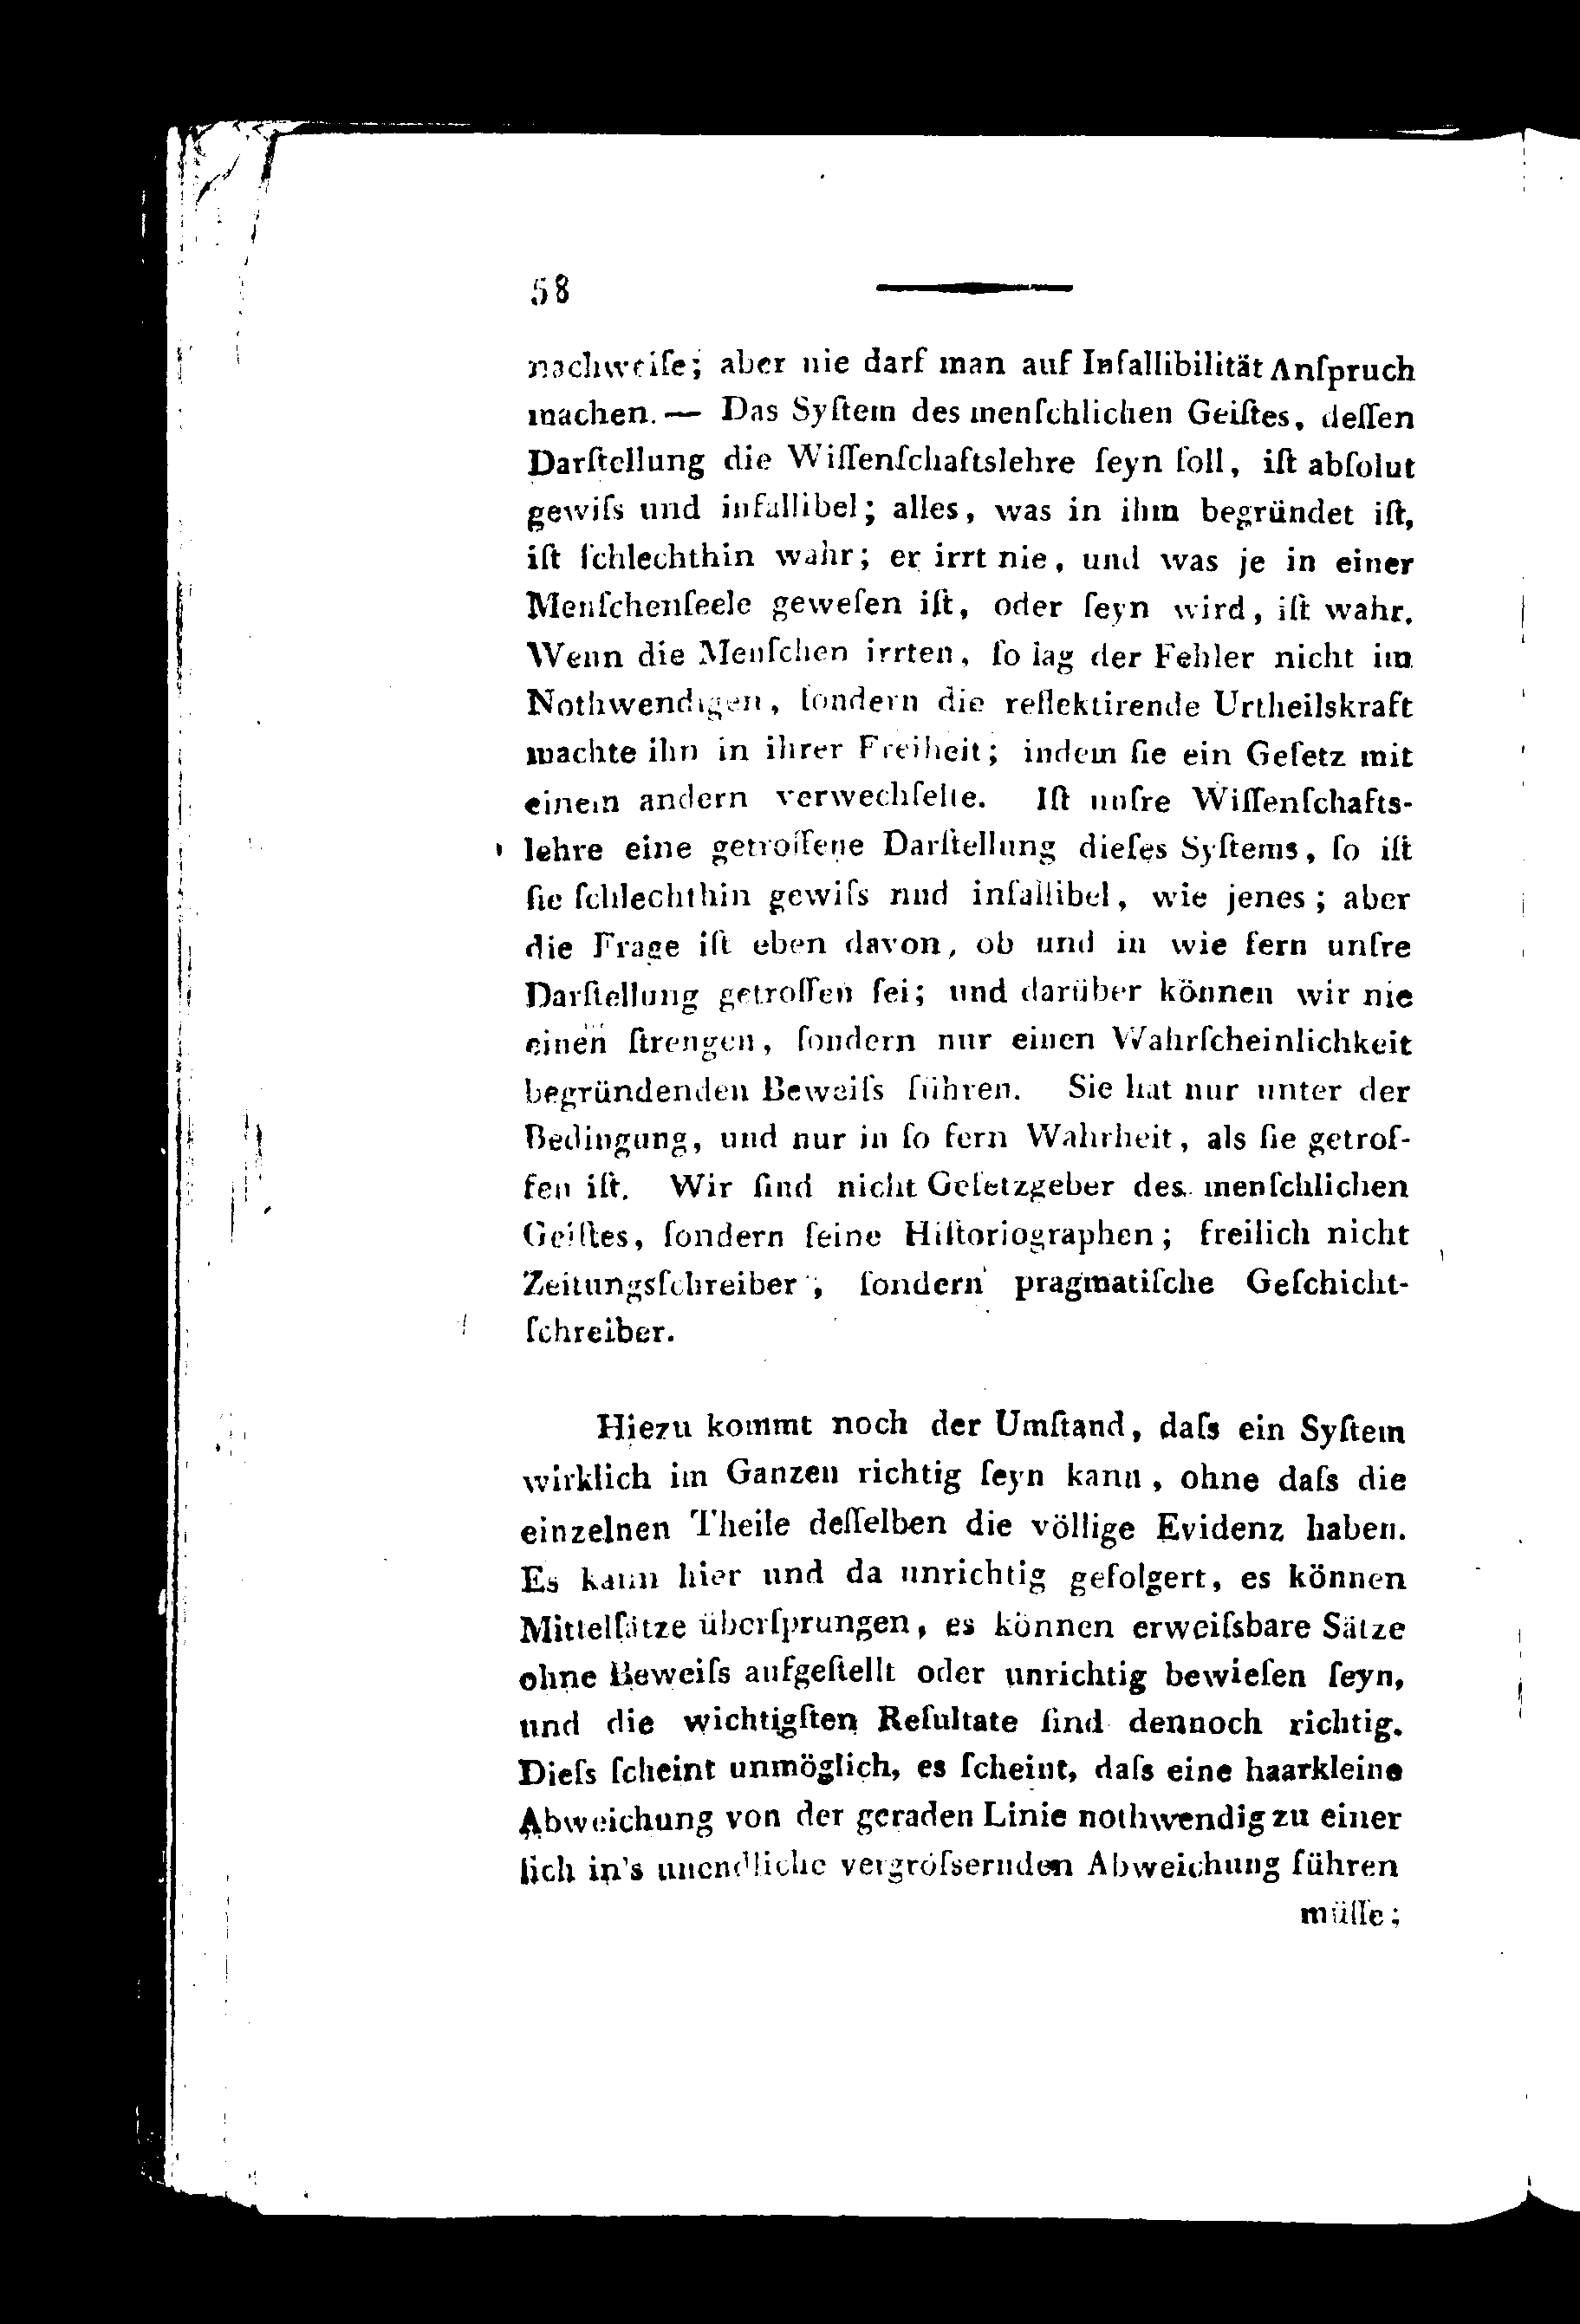 58
nachweiſe; aber nie darf man auf Infallibilität Anſpruch
machen. — Das Syſtem des menſchlichen Geiſtes, deſſen
Darſtellung die Wiſſenſchaftslehre ſeyn ſoll, iſt abſolut
gewiſs und infallibel; alles, was in ihm begründet iſt,
iſt ſchlechthin wahr; er irrt nie, und was je in einer
Menſchenſeele geweſen iſt, oder ſeyn wird, iſt wahr.
Wenn die Menſchen irrten, ſo lag der Fehler nicht im
Nothwendigen, ſondern die reflektirende Urtheilskraft
machte ihn in ihrer Freiheit; indem ſie ein Geſetz mit
einem andern verwechſelte. Iſt unſre Wiſſenſchafts-
lehre eine getroffene Darſtellung dieſes Syſtems, ſo iſt
ſie ſchlechthin gewiſs nud infallibel, wie jenes; aber
die Frage iſt eben davon, ob und in wie fern unſre
Darſtellung getroffen ſei; und darüber können wir nie
einen ſtrengen, ſondern nur einen Wahrſcheinlichkeit
begründenden Beweiſs führen. Sie hat nur unter der
Bedingung, und nur in ſo fern Wahrheit, als ſie getrof-
fen iſt. Wir ſind nicht Geſetzgeber des menſchlichen
Geiſtes, ſondern ſeine Hiſtoriographen; freilich nicht
Zeitungsſchreiber, ſondern pragmatiſche Geſchicht-
ſchreiber.
Hiezu kommt noch der Umſtand, daſs ein Syſtem
wirklich im Ganzen richtig ſeyn kann, ohne daſs die
einzelnen Theile deſſelben die völlige Evidenz haben.
Es kann hier und da unrichtig gefolgert, es können
Mittelſätze überſprungen, es können erweiſsbare Sätze
ohne Beweiſs aufgeſtellt oder unrichtig bewieſen ſeyn,
und die wichtigſten Reſultate ſind dennoch richtig.
Dieſs ſcheint unmöglich, es ſcheint, daſs eine haarkleine
Abweichung von der geraden Linie nothwendig zu einer
ſich in's unendliche vergröſsernden Abweichung führen
müſſe;